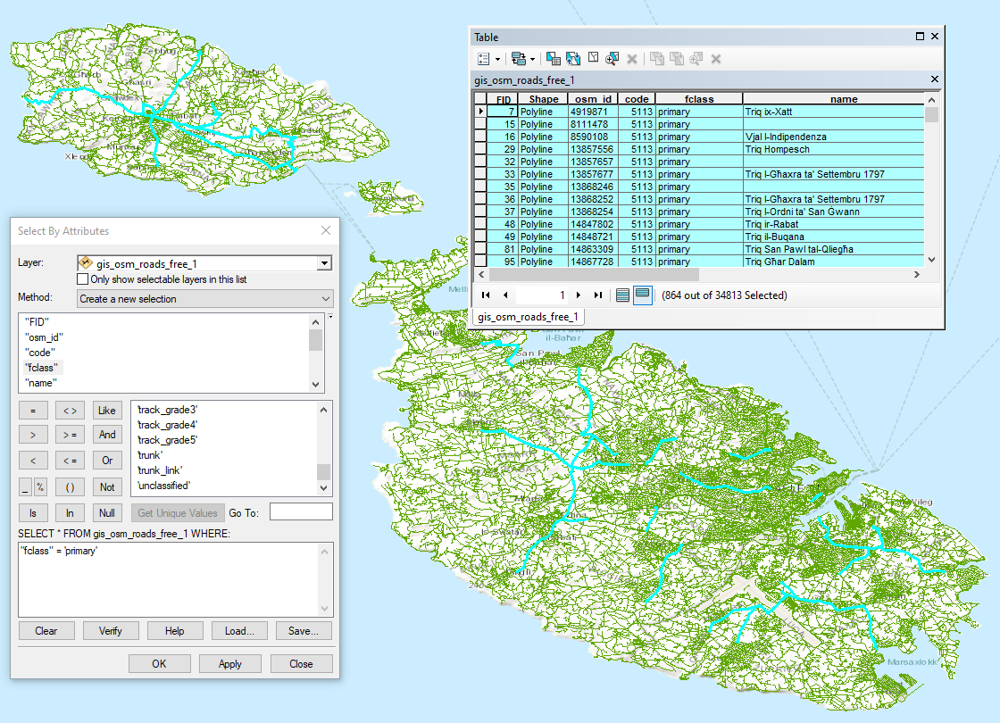 Table
gis_osm_roads_free_1
FID Shape osm_id code fclass name
7 Polyline 4919871 5113 primary Triq ix-Xatt
15 Polyline 8111478 5113 primary
16 Polyline 8590108 5113 primary Vjal l-Indipendenza
29 Polyline 13857556 5113 primary Triq Hompesch
32 Polyline 13857657 5113 primary
33 Polyline 13857677 5113 primary Triq l-Għaxra ta' Settembru 1797
35 Polyline 13868246 5113 primary
36 Polyline 13868252 5113 primary Triq l-Għaxra ta' Settembru 1797
37 Polyline 13868254 5113 primary Triq l-Ordni ta' San Ġwann
48 Polyline 14847802 5113 primary Triq ir-Rabat
49 Polyline 14848721 5113 primary Triq il-Buqana
81 Polyline 14863309 5113 primary Triq San Pawl tal-Qliegħa
95 Polyline 14867728 5113 primary Triq Għar Dalam
1 (864 out of 34813 Selected)
gis_osm_roads_free_1
Select By Attributes
Layer: gis_osm_roads_free_1
Only show selectable layers in this list
Method: Create a new selection
"FID"
"osm_id"
"code"
"fclass"
"name"
= < > Like
> > = And
< < = Or
_ % ( ) Not
Is In Null
'track_grade3'
'track_grade4'
'track_grade5'
'trunk'
'trunk_link'
'unclassified'
Get Unique Values Go To:
SELECT * FROM gis_osm_roads_free_1 WHERE:
"fclass" = 'primary'
Clear Verify Help Load... Save...
OK Apply Close
il-Baħar
San Pawl
Marsaxlokk